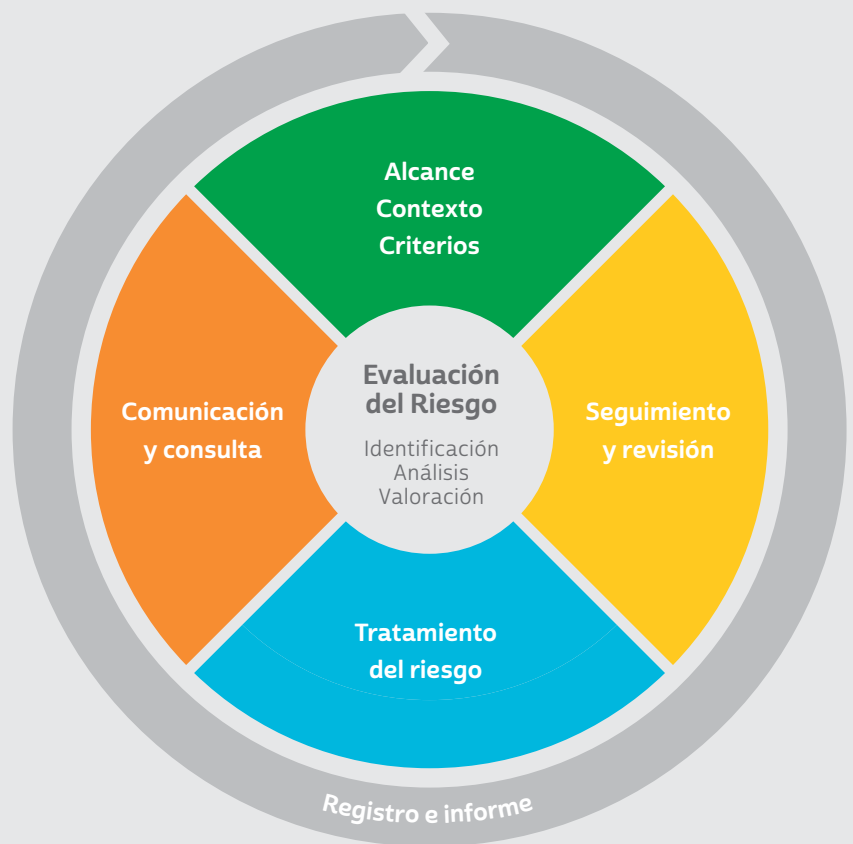 Alcance
Contexto
Criterios
Evaluación
del Riesgo
Identificación
Análisis
Valoración
Comunicación
y consulta
Seguimiento
y revisión
Tratamiento
del riesgo
Registro e informe